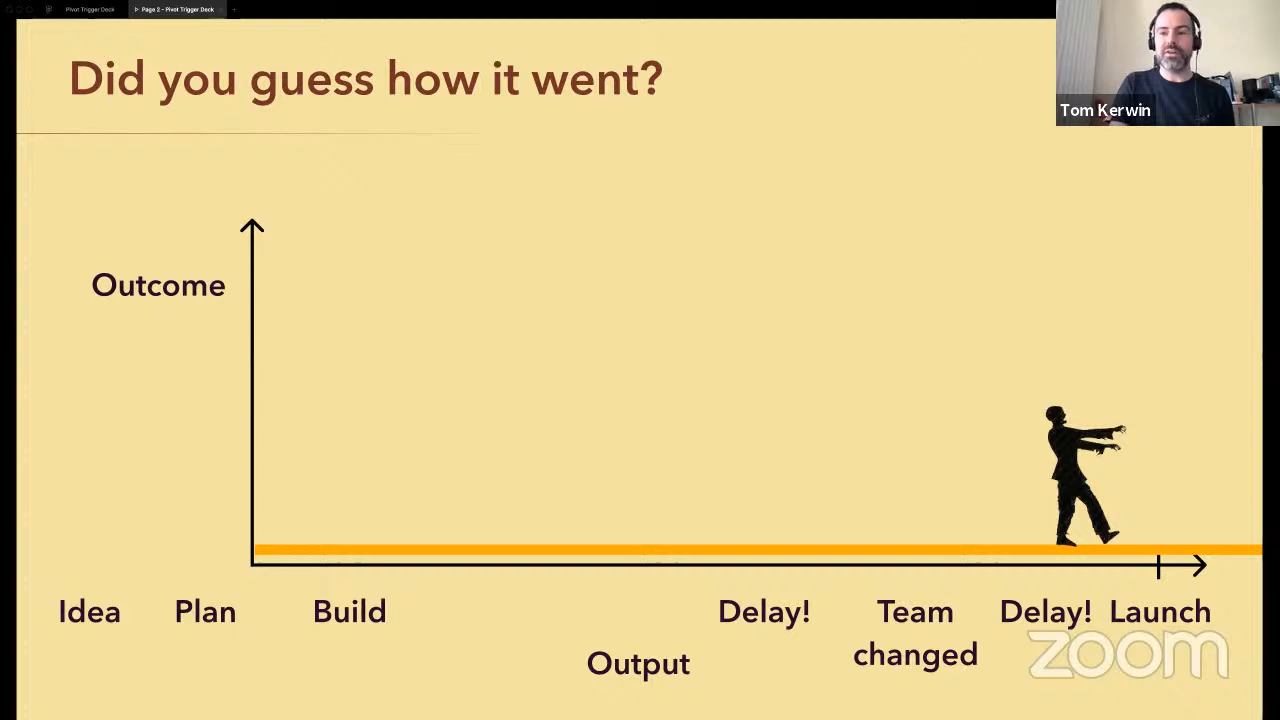 Pivot Trigger Deck
Page 2 - Pivot Trigger Deck
Did you guess how it went?
Tom Kerwin
Outcome
Idea Plan Build Delay! Team changed Delay! Launch
Output
zoom